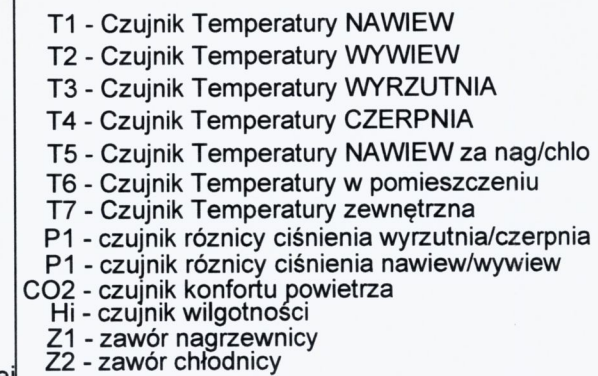 T1 - Czujnik Temperatury NAWIEW
T2 - Czujnik Temperatury WYWIEW
T3 - Czujnik Temperatury WYRZUTNIA
T4 - Czujnik Temperatury CZERPNIA
T5 - Czujnik Temperatury NAWIEW za nag/chlo
T6 - Czujnik Temperatury w pomieszczeniu
T7 - Czujnik Temperatury zewnętrzna
P1 - czujnik róznicy ciśnienia wyrzutnia/czerpnia
P1 - czujnik róznicy ciśnienia nawiew/wywiew
CO2 - czujnik konfortu powietrza
Hi - czujnik wilgotności
Z1 - zawór nagrzewnicy
Z2 - zawór chłodnicy